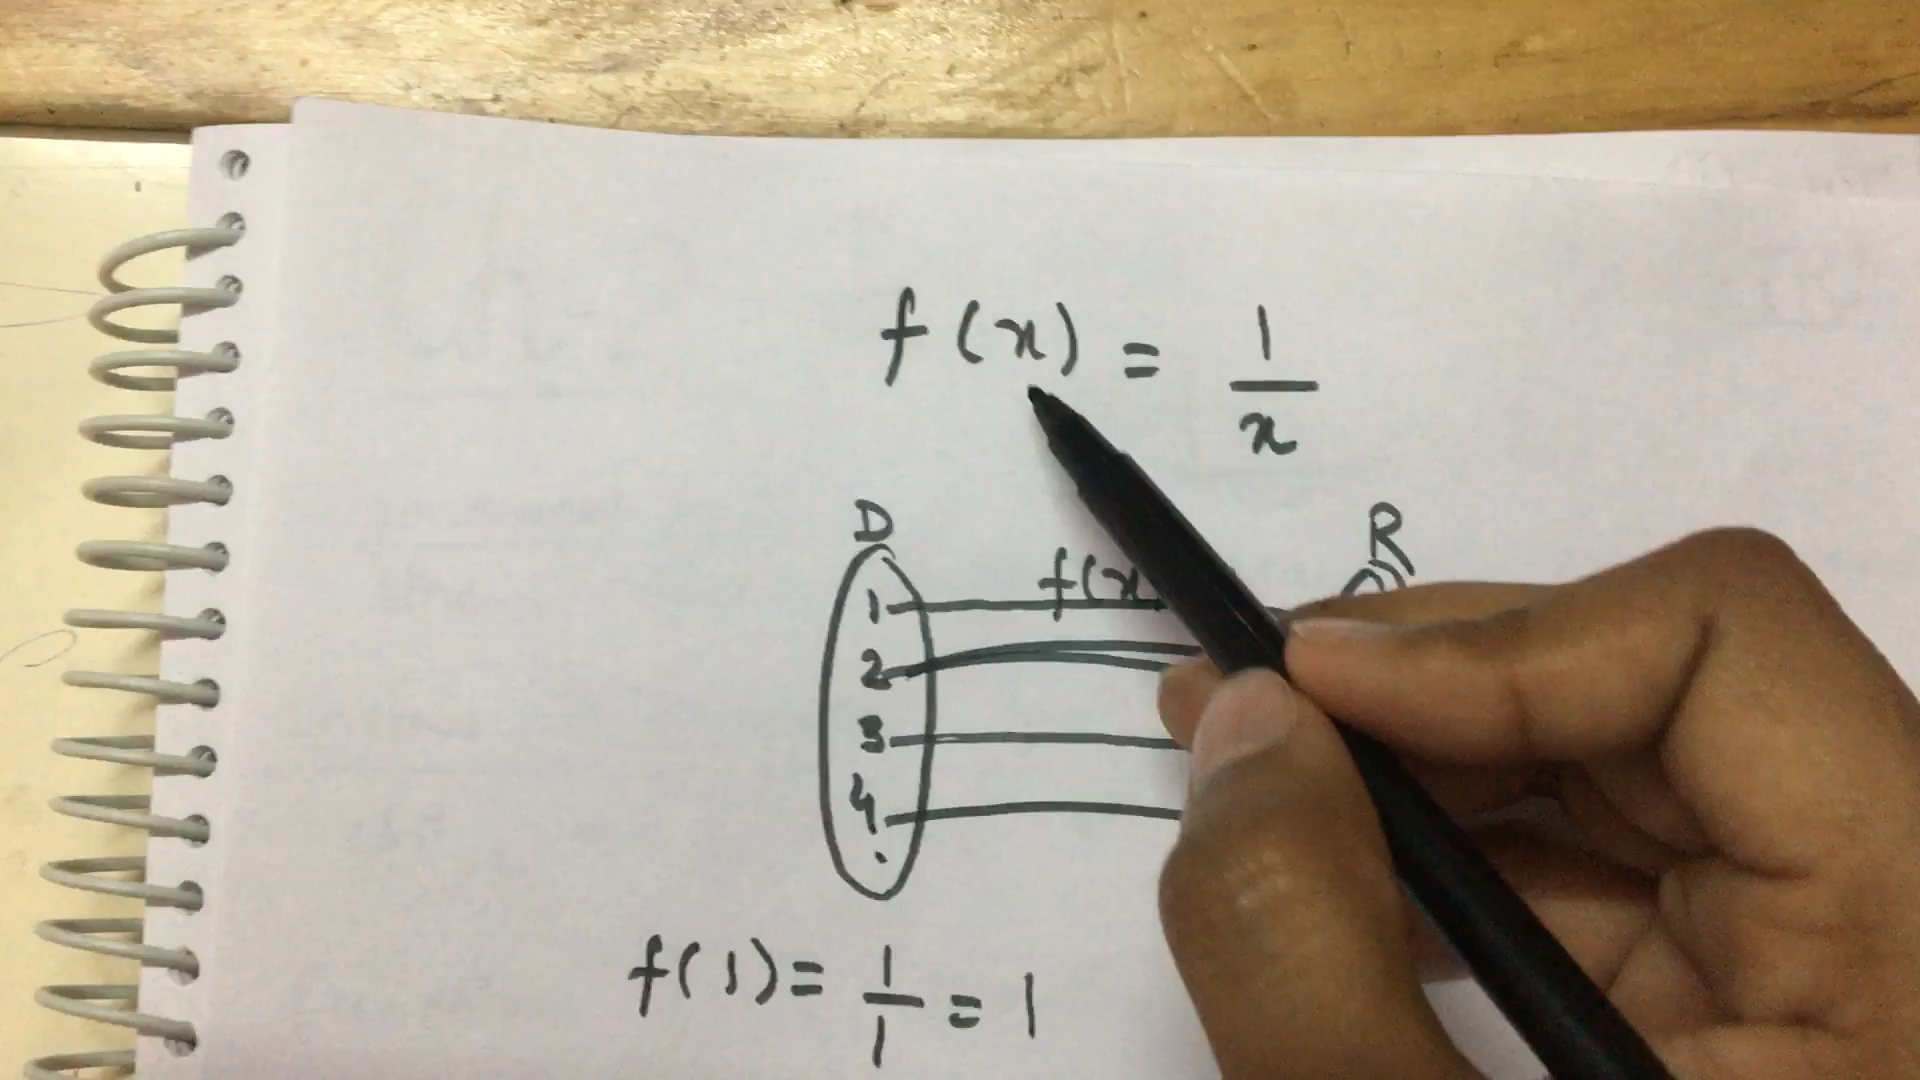 f(x) = 1/x
D R
f(x
1
2
3
4
.
f(1) = 1/1 = 1